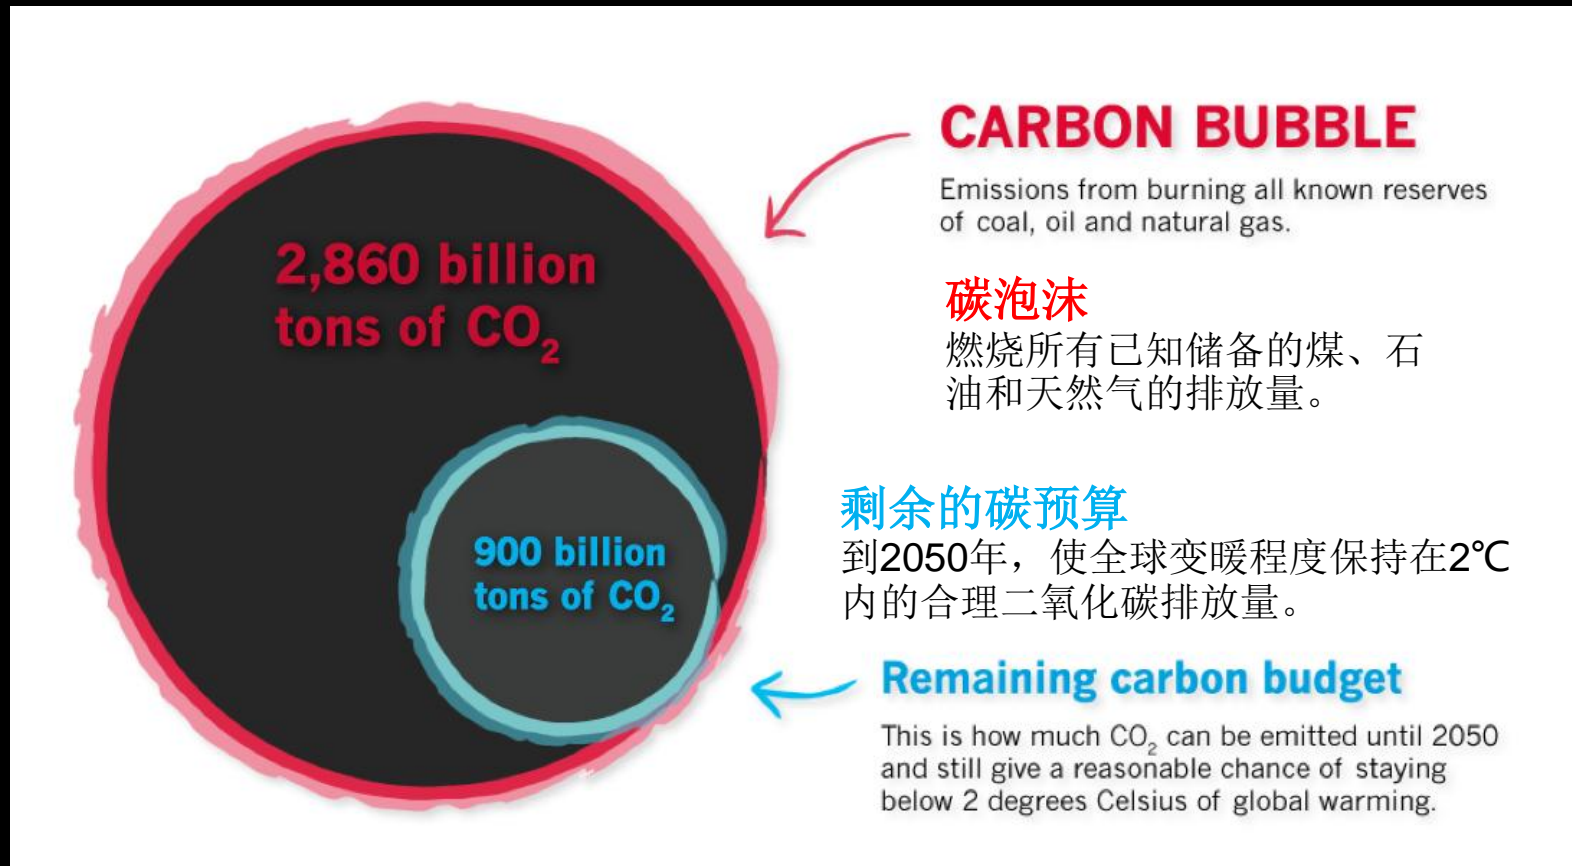 CARBON BUBBLE
Emissions from burning all known reserves
of coal, oil and natural gas.
2,860 billion
tons of CO₂
碳泡沫
燃烧所有已知储备的煤、石
油和天然气的排放量。
剩余的碳预算
到2050年，使全球变暖程度保持在2℃
内的合理二氧化碳排放量。
900 billion
tons of CO₂
Remaining carbon budget
This is how much CO₂ can be emitted until 2050
and still give a reasonable chance of staying
below 2 degrees Celsius of global warming.